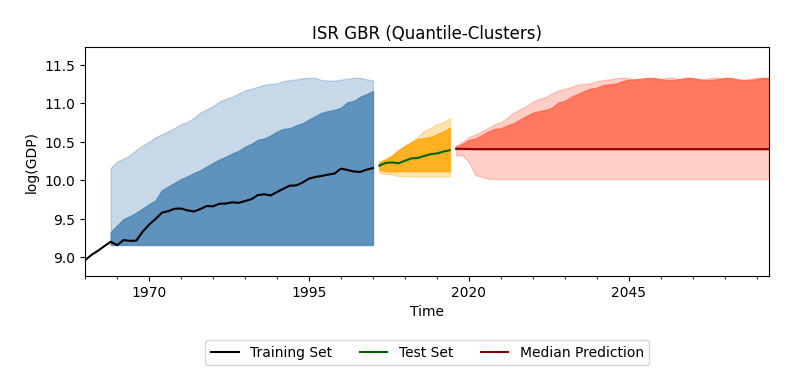 ISR GBR (Quantile-Clusters)
log(GDP)
11.5
11.0
10.5
10.0
9.5
9.0
1970 1995 2020 2045
Time
Training Set Test Set Median Prediction